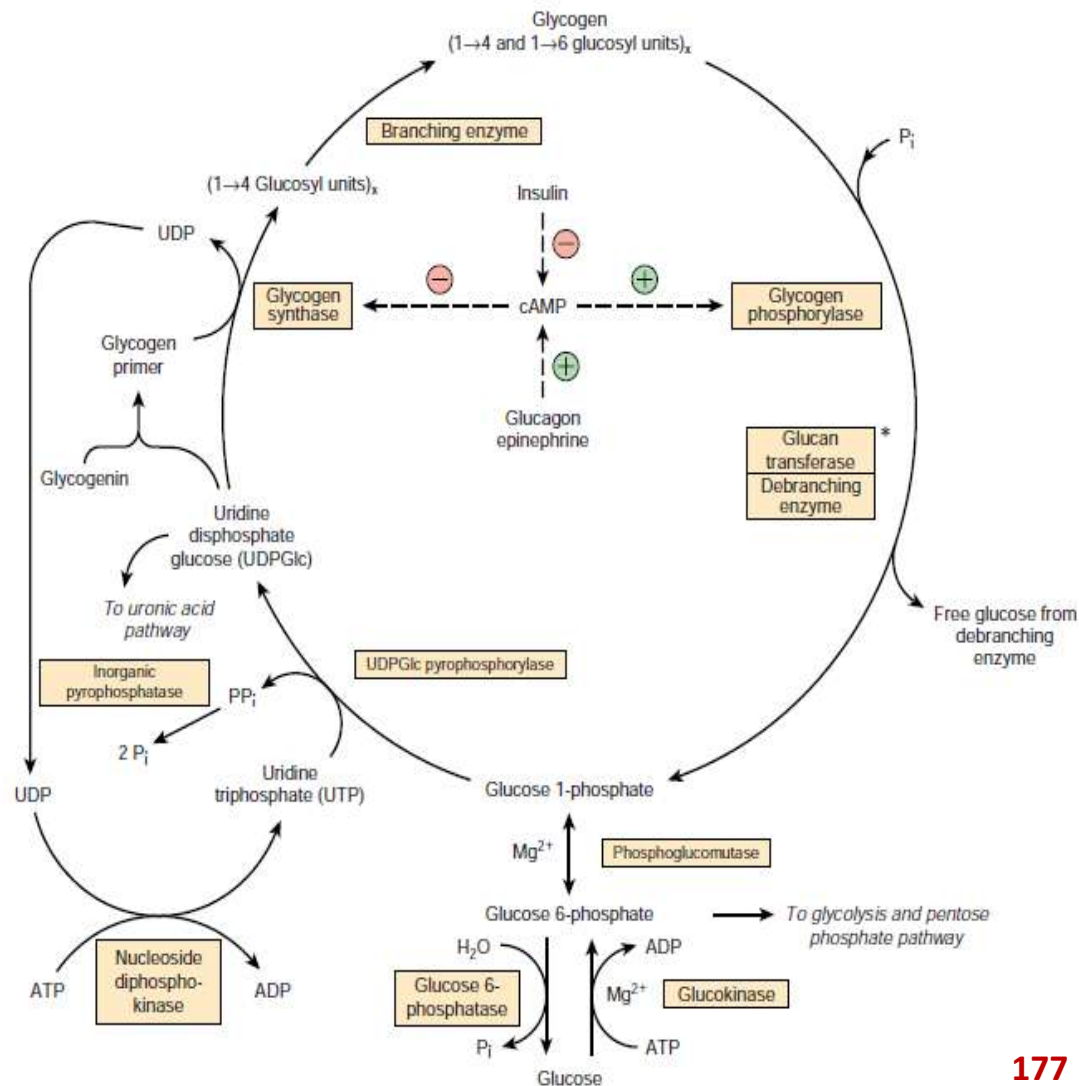 Glycogen
(1→4 and 1→6 glucosyl units)x
Branching enzyme
Pi
(1→4 Glucosyl units)x
Insulin
UDP
−
−
+
Glycogen
synthase
cAMP
Glycogen
phosphorylase
Glycogen
primer
+
Glucagon
epinephrine
Glucan
transferase
*
Debranching
enzyme
Glycogenin
Uridine
disphosphate
glucose (UDPGlc)
To uronic acid
pathway
Free glucose from
debranching
enzyme
Inorganic
pyrophosphatase
UDPGlc pyrophosphorylase
PPi
2 Pi
UDP
Uridine
triphosphate (UTP)
Glucose 1-phosphate
Mg2+
Phosphoglucomutase
Glucose 6-phosphate
To glycolysis and pentose
phosphate pathway
H2O
ADP
ATP
Nucleoside
diphospho-
kinase
ADP
Glucose 6-
phosphatase
Mg2+
Glucokinase
Pi
ATP
Glucose
177